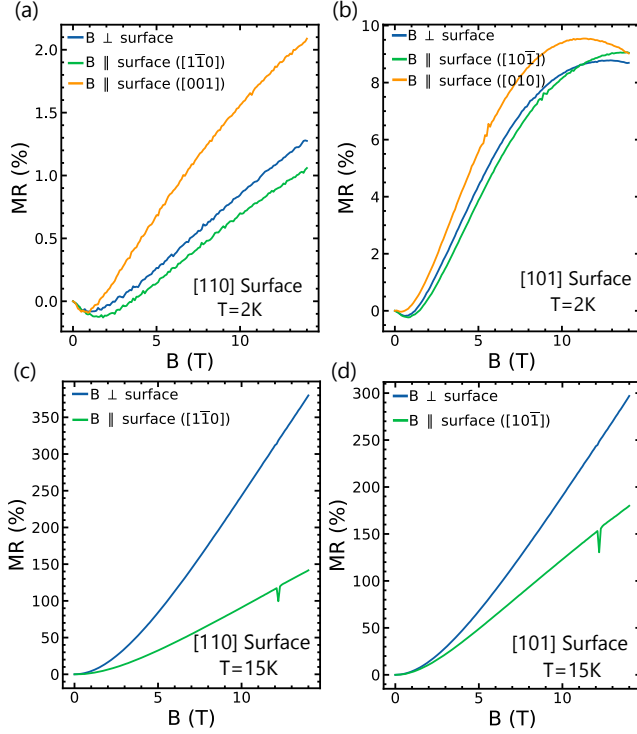 (a)
B ⊥ surface
B ∥ surface ([11̅0])
B ∥ surface ([001])
MR (%)
2.0
1.5
1.0
0.5
0.0
[110] Surface
T=2K
0
5
10
B (T)
(b)
B ⊥ surface
B ∥ surface ([101̅])
B ∥ surface ([010])
MR (%)
10
8
6
4
2
0
[101] Surface
T=2K
0
5
10
B (T)
(c)
B ⊥ surface
B ∥ surface ([11̅0])
MR (%)
350
300
250
200
150
100
50
0
[110] Surface
T=15K
0
5
10
B (T)
(d)
B ⊥ surface
B ∥ surface ([101̅])
MR (%)
300
250
200
150
100
50
0
[101] Surface
T=15K
0
5
10
B (T)